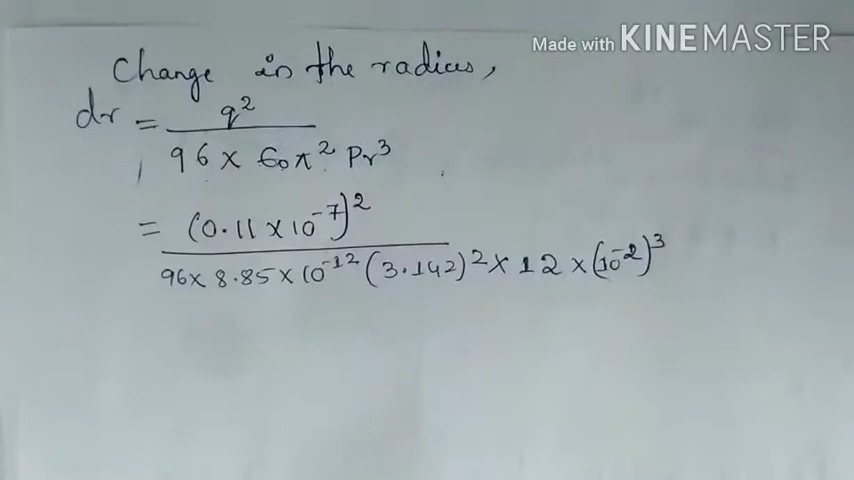 Made with KINEMASTER
Change in the radius,
dr = q² / 96 x ϵ₀π² Pr³
= (0.11 x 10⁻⁷)² / 96 x 8.85 x 10⁻¹² (3.142)² x 12 x (10⁻²)³